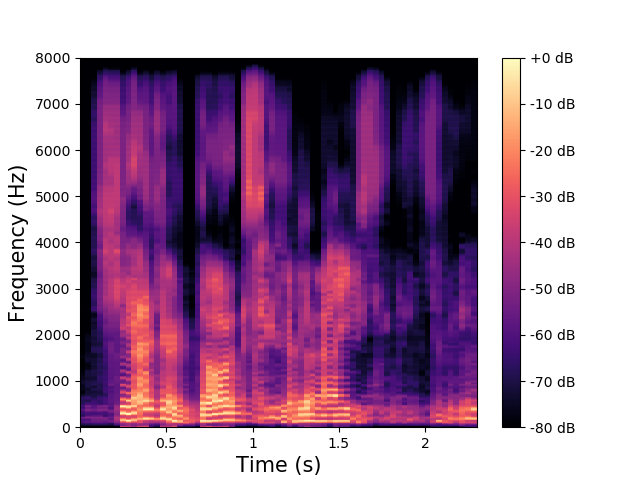 8000
7000
6000
5000
4000
3000
2000
1000
0
Frequency (Hz)
0
0.5
1
1.5
2
Time (s)
+0 dB
-10 dB
-20 dB
-30 dB
-40 dB
-50 dB
-60 dB
-70 dB
-80 dB